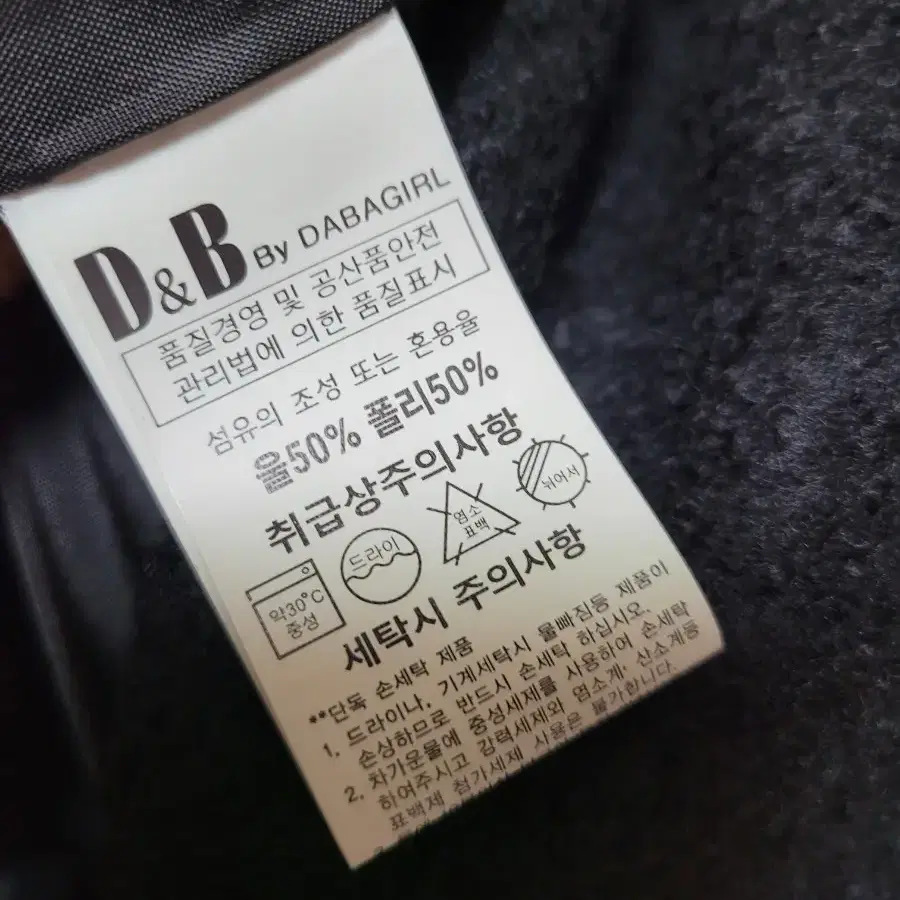 D&B By DABAGIRL
품질경영 및 공산품안전
관리법에 의한 품질표시
섬유의 조성 또는 혼용율
울50% 폴리50%
취급상주의사항
약30°C
중성
드라이
염소
표백
뉘어서
세탁시 주의사항
**단독 손세탁 제품
1. 드라이나, 기계세탁시 물빠짐등 제품이
손상하므로 반드시 손세탁 하십시오.
2. 차가운물에 중성세제를 사용하여 손세탁
하여주시고 강력세제와 염소계· 산소계등
표백제 첨가세제 사용은 불가합니다.